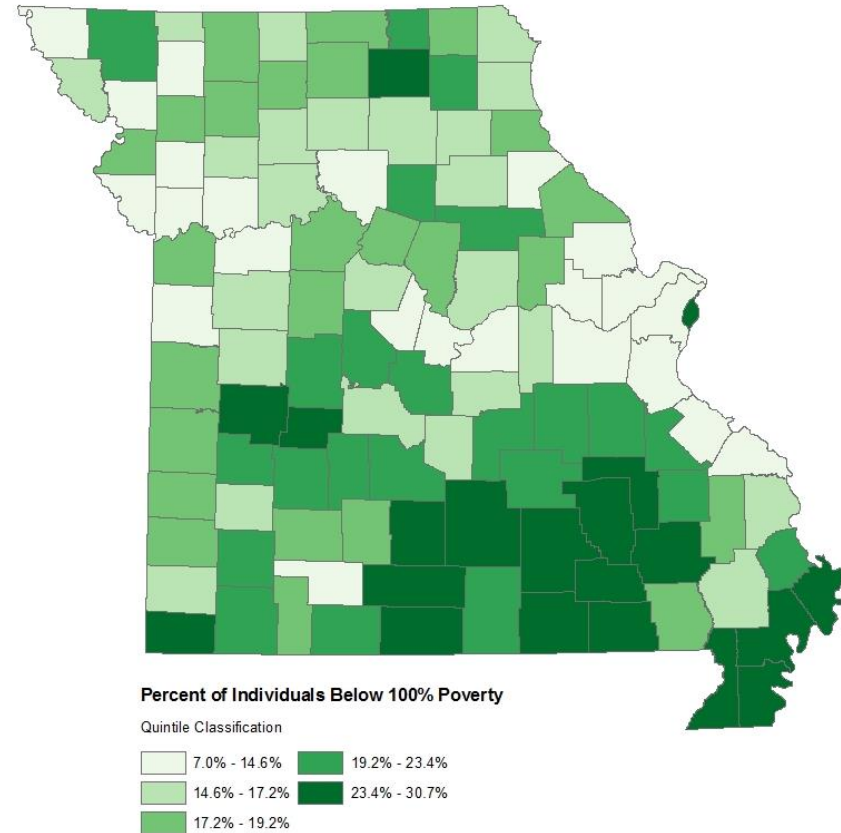 Percent of Individuals Below 100% Poverty
Quintile Classification
7.0% - 14.6%
14.6% - 17.2%
17.2% - 19.2%
19.2% - 23.4%
23.4% - 30.7%